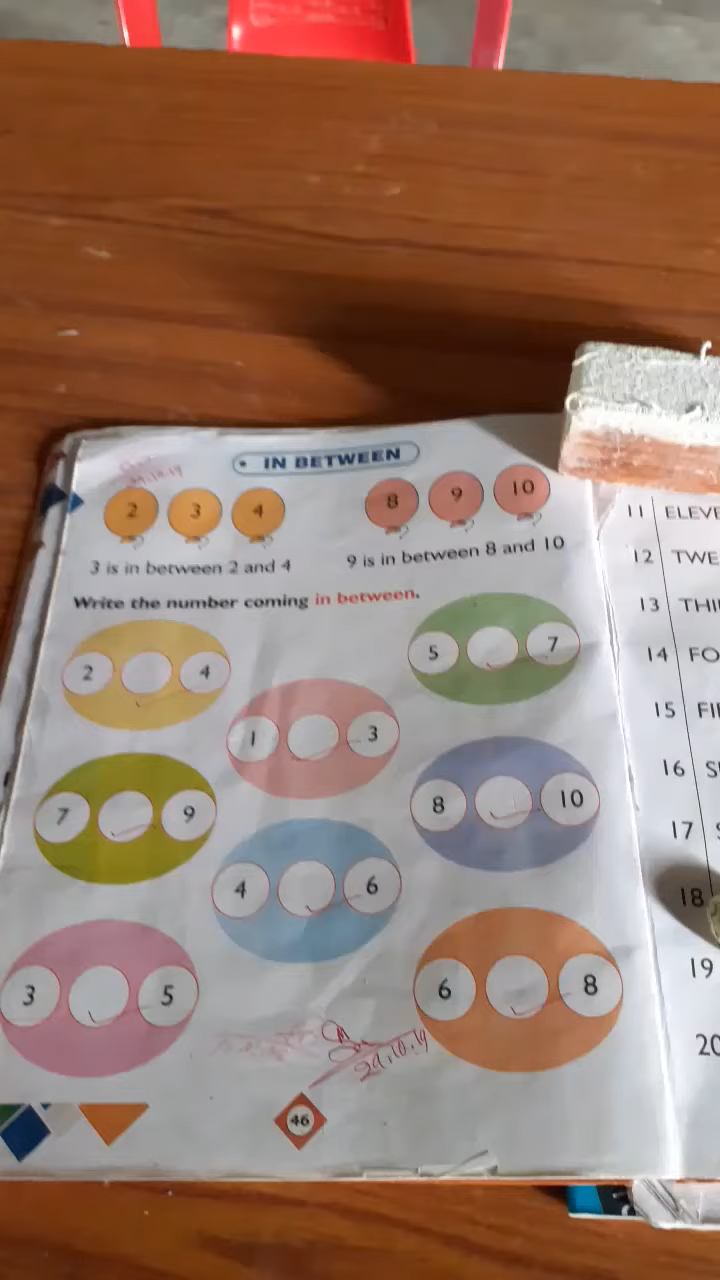 • IN BETWEEN
2 3 4 8 9 10
3 is in between 2 and 4
9 is in between 8 and 10
Write the number coming in between.
2 4
5 7
1 3
7 9
8 10
4 6
3 5
6 8
29.10.19
46
11 ELEVE
12 TWE
13 THI
14 FO
15 FI
16 S
17 S
18
19
20